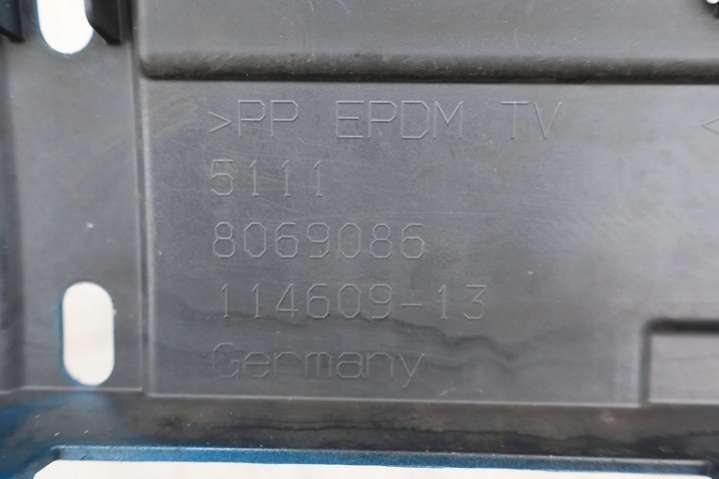 >PP EPDM TV <
5111
8069086
114609-13
Germany